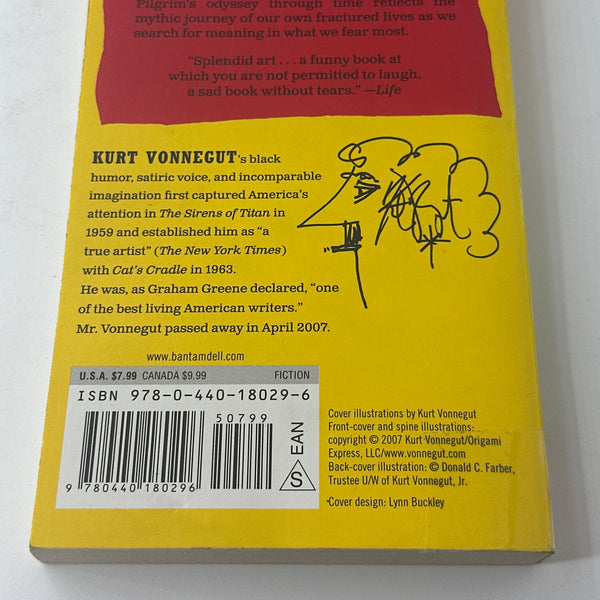 Pilgrim's odyssey through time reflects the
mythic journey of our own fractured lives as we
search for meaning in what we fear most.
"Splendid art . . . a funny book at
which you are not permitted to laugh,
a sad book without tears." —Life
KURT VONNEGUT's black
humor, satiric voice, and incomparable
imagination first captured America's
attention in The Sirens of Titan in
1959 and established him as "a
true artist" (The New York Times)
with Cat's Cradle in 1963.
He was, as Graham Greene declared, "one
of the best living American writers."
Mr. Vonnegut passed away in April 2007.
www.bantamdell.com
U.S.A. $7.99 CANADA $9.99 FICTION
ISBN 978-0-440-18029-6
50799
9 780440 180296
S EAN
Cover illustrations by Kurt Vonnegut
Front-cover and spine illustrations:
copyright © 2007 Kurt Vonnegut/Origami
Express, LLC/www.vonnegut.com
Back-cover illustration: © Donald C. Farber,
Trustee U/W of Kurt Vonnegut, Jr.
Cover design: Lynn Buckley